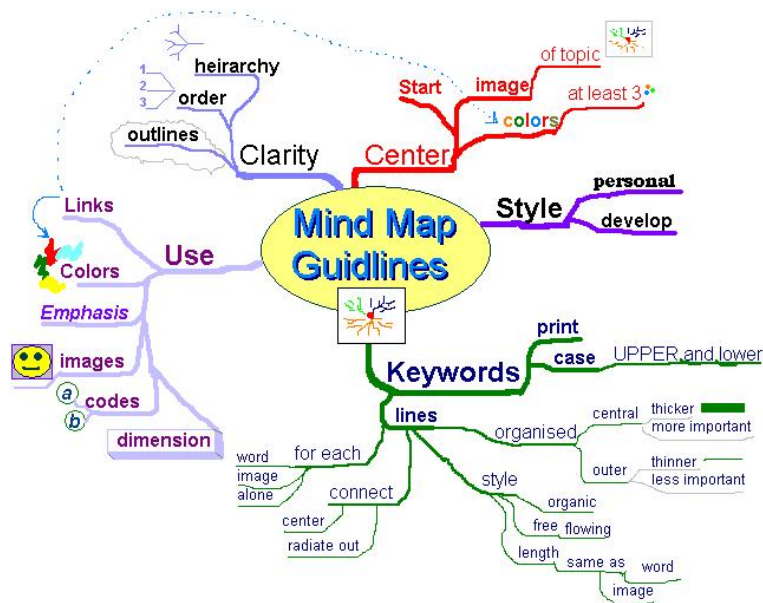 Mind Map
Guidlines
Start
Center
image
of topic
colors
at least 3
Style
personal
develop
Keywords
print
case
UPPER and lower
lines
organised
central
thicker
more important
outer
thinner
less important
style
organic
free flowing
length
same as
word
image
connect
center
radiate out
for each
word
image
alone
Use
Links
Colors
Emphasis
images
codes
a
b
dimension
Clarity
heirarchy
order
1
2
3
outlines